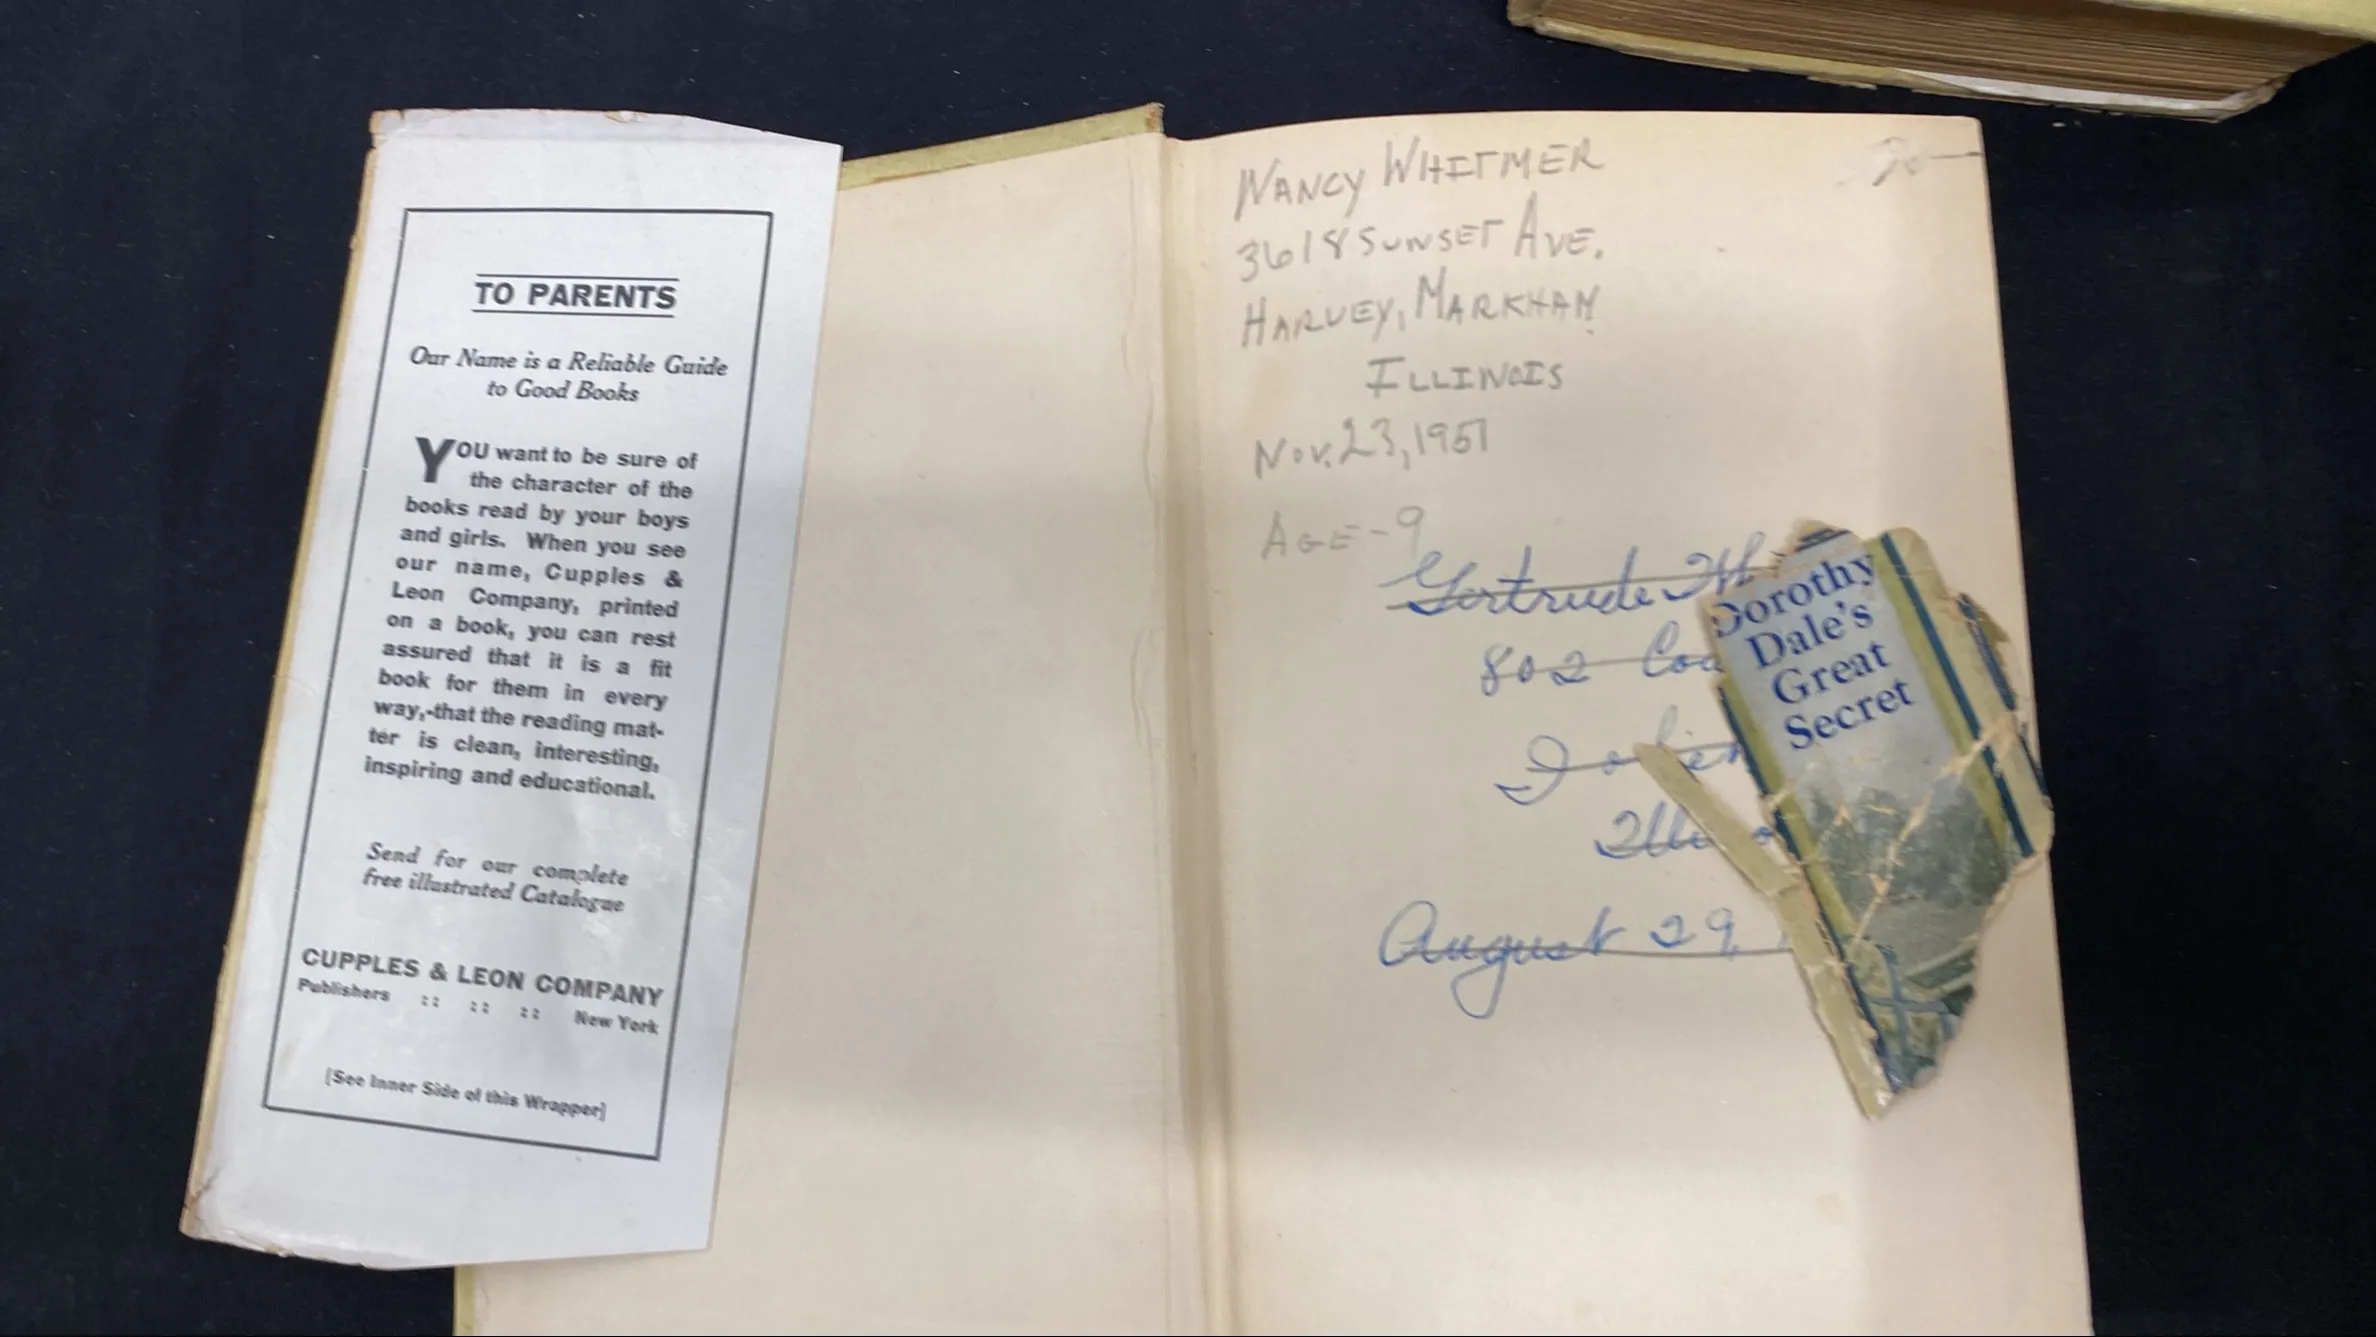 TO PARENTS
Our Name is a Reliable Guide
to Good Books
YOU want to be sure of
the character of the
books read by your boys
and girls. When you see
our name, Cupples &
Leon Company, printed
on a book, you can rest
assured that it is a fit
book for them in every
way,-that the reading mat-
ter is clean, interesting,
inspiring and educational.
Send for our complete
free illustrated Catalogue
CUPPLES & LEON COMPANY
Publishers :: :: :: New York
[See Inner Side of this Wrapper]
NANCY WHITMER
3618 SUNSET AVE.
HARVEY, MARKHAM
ILLINOIS
NOV. 23, 1957
AGE-9
Gertrude
802
August 29,
Dorothy
Dale's
Great
Secret